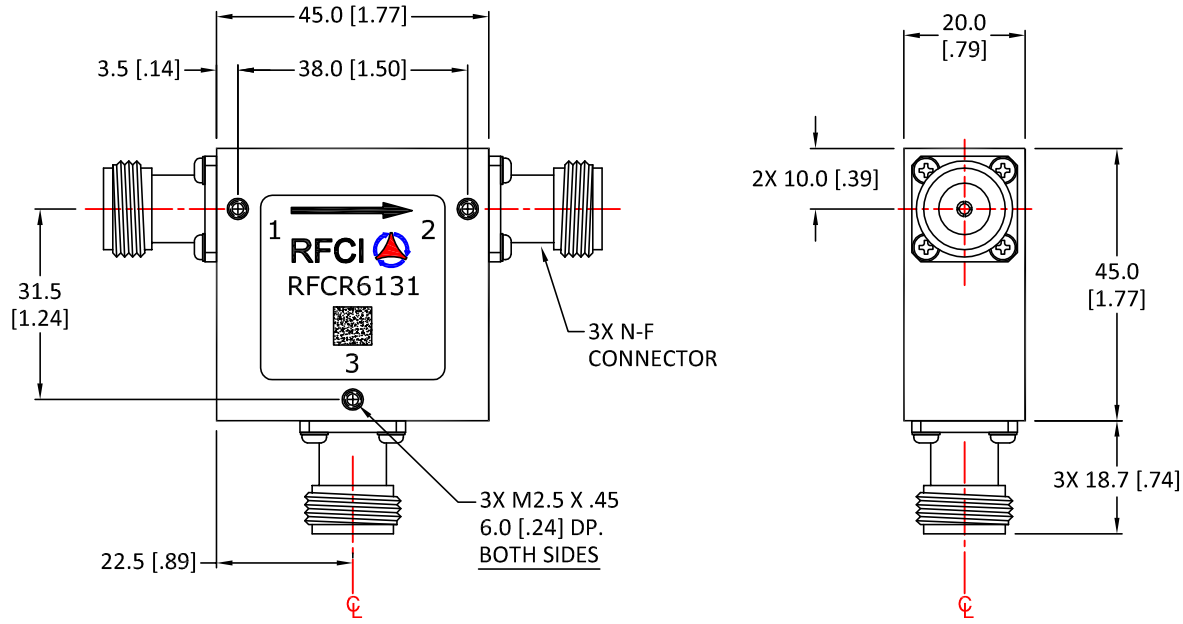 45.0 [1.77]
3.5 [.14]
38.0 [1.50]
1
2
RFCI
RFCR6131
3
31.5
[1.24]
3X N-F
CONNECTOR
3X M2.5 X .45
6.0 [.24] DP.
BOTH SIDES
22.5 [.89]
℄
20.0
[.79]
2X 10.0 [.39]
45.0
[1.77]
3X 18.7 [.74]
℄